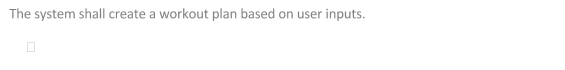 The system shall create a workout plan based on user inputs.